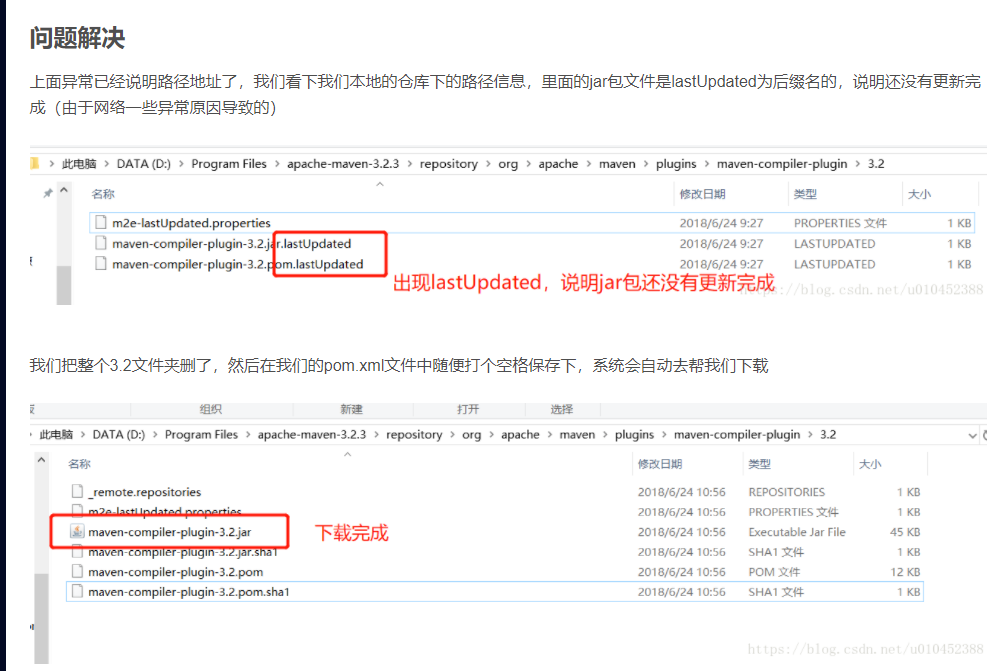 问题解决
上面异常已经说明路径地址了，我们看下我们本地的仓库下的路径信息，里面的jar包文件是lastUpdated为后缀名的，说明还没有更新完
成（由于网络一些异常原因导致的）
此电脑 > DATA (D:) > Program Files > apache-maven-3.2.3 > repository > org > apache > maven > plugins > maven-compiler-plugin > 3.2
名称 修改日期 类型 大小
m2e-lastUpdated.properties 2018/6/24 9:27 PROPERTIES 文件 1 KB
maven-compiler-plugin-3.2.jar.lastUpdated 2018/6/24 9:27 LASTUPDATED 1 KB
maven-compiler-plugin-3.2.pom.lastUpdated 2018/6/24 9:27 LASTUPDATED 1 KB
出现lastUpdated，说明jar包还没有更新完成
https://blog.csdn.net/u010452388
我们把整个3.2文件夹删了，然后在我们的pom.xml文件中随便打个空格保存下，系统会自动去帮我们下载
组织 新建 打开 选择
此电脑 > DATA (D:) > Program Files > apache-maven-3.2.3 > repository > org > apache > maven > plugins > maven-compiler-plugin > 3.2
名称 修改日期 类型 大小
_remote.repositories 2018/6/24 10:56 REPOSITORIES 1 KB
m2e-lastUpdated.properties 2018/6/24 10:56 PROPERTIES 文件 1 KB
maven-compiler-plugin-3.2.jar 2018/6/24 10:56 Executable Jar File 45 KB
下载完成
maven-compiler-plugin-3.2.jar.sha1 2018/6/24 10:56 SHA1 文件 1 KB
maven-compiler-plugin-3.2.pom 2018/6/24 10:56 POM 文件 12 KB
maven-compiler-plugin-3.2.pom.sha1 2018/6/24 10:56 SHA1 文件 1 KB
https://blog.csdn.net/u010452388